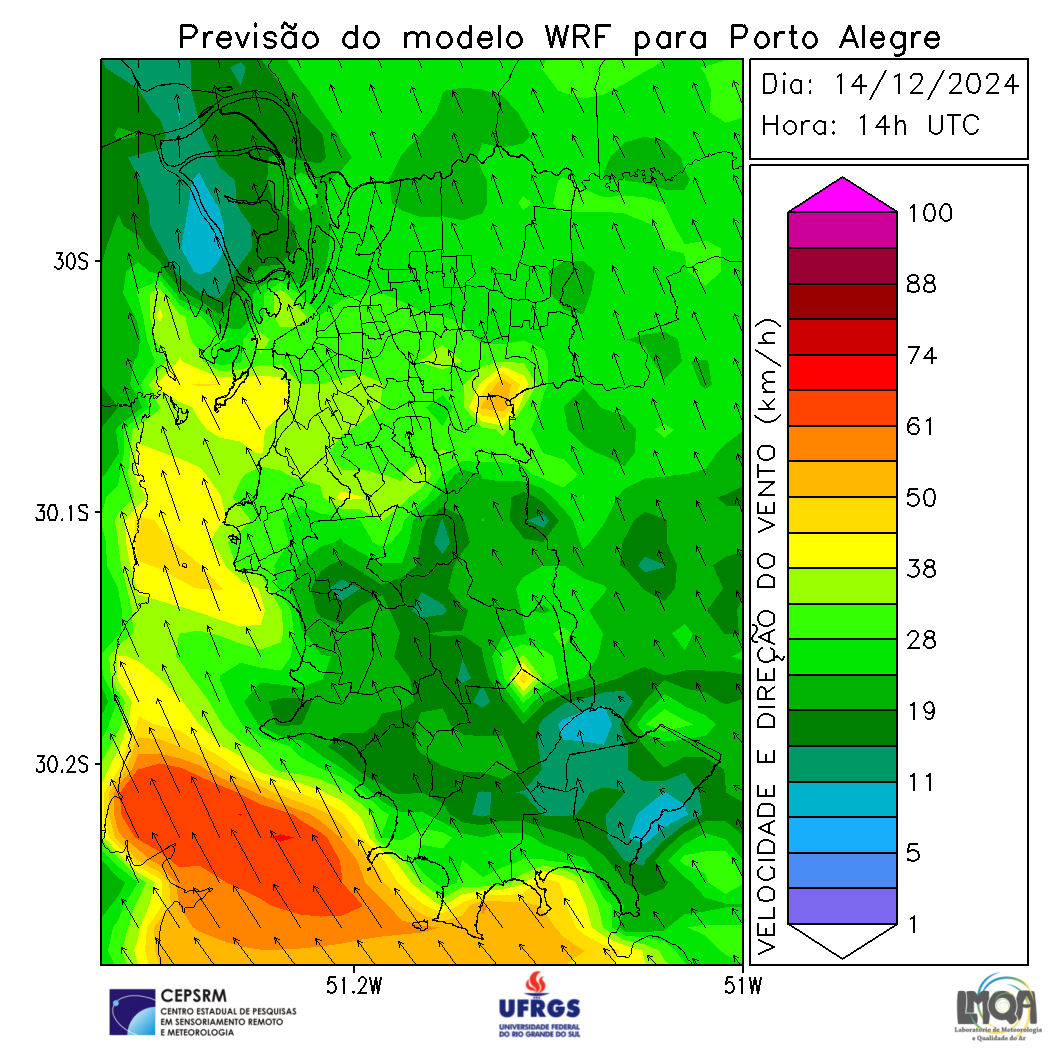 Previsão do modelo WRF para Porto Alegre
Dia: 14/12/2024
Hora: 14h UTC
30S
30.1S
30.2S
51.2W
51W
VELOCIDADE E DIREÇÃO DO VENTO (km/h)
100
88
74
61
50
38
28
19
11
5
1
CEPSRM
CENTRO ESTADUAL DE PESQUISAS
EM SENSORIAMENTO REMOTO
E METEOROLOGIA
UFRGS
UNIVERSIDADE FEDERAL
DO RIO GRANDE DO SUL
LMQA
Laboratório de Meteorologia
e Qualidade do Ar